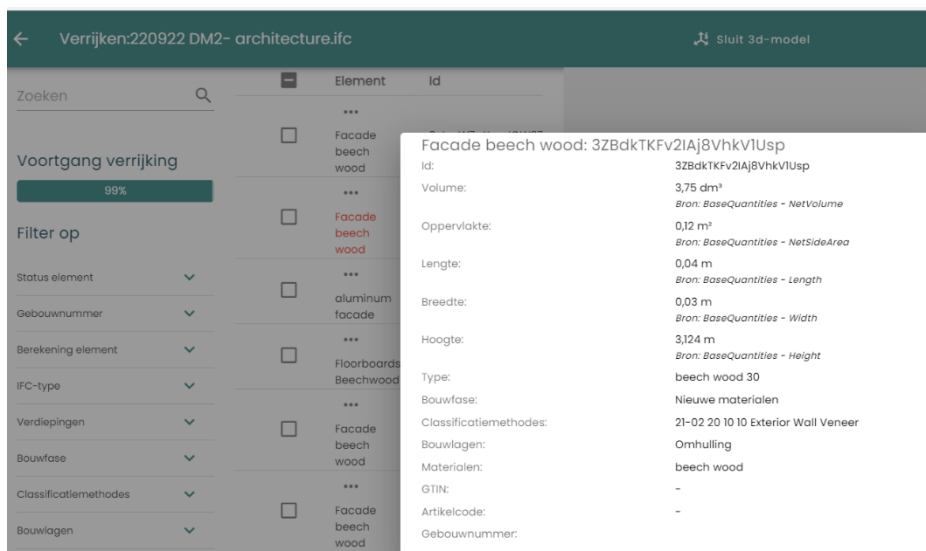 Verrijken:220922 DM2- architecture.ifc
Sluit 3d-model
Zoeken
Voortgang verrijking
99%
Filter op
Status element
Gebouwnummer
Berekening element
IFC-type
Verdiepingen
Bouwfase
Classificatiemethodes
Bouwlagen
Element Id
...
Facade
beech
wood
...
Facade
beech
wood
...
aluminum
facade
...
Floorboards
Beechwood
...
Facade
beech
wood
...
Facade
beech
wood
Facade beech wood: 3ZBdkTKFv2IAj8VhkV1Usp
Id: 3ZBdkTKFv2IAj8VhkV1Usp
Volume: 3,75 dm³
Bron: BaseQuantities - NetVolume
Oppervlakte: 0,12 m²
Bron: BaseQuantities - NetSideArea
Lengte: 0,04 m
Bron: BaseQuantities - Length
Breedte: 0,03 m
Bron: BaseQuantities - Width
Hoogte: 3,124 m
Bron: BaseQuantities - Height
Type: beech wood 30
Bouwfase: Nieuwe materialen
Classificatiemethodes: 21-02 20 10 10 Exterior Wall Veneer
Bouwlagen: Omhulling
Materialen: beech wood
GTIN: -
Artikelcode: -
Gebouwnummer: